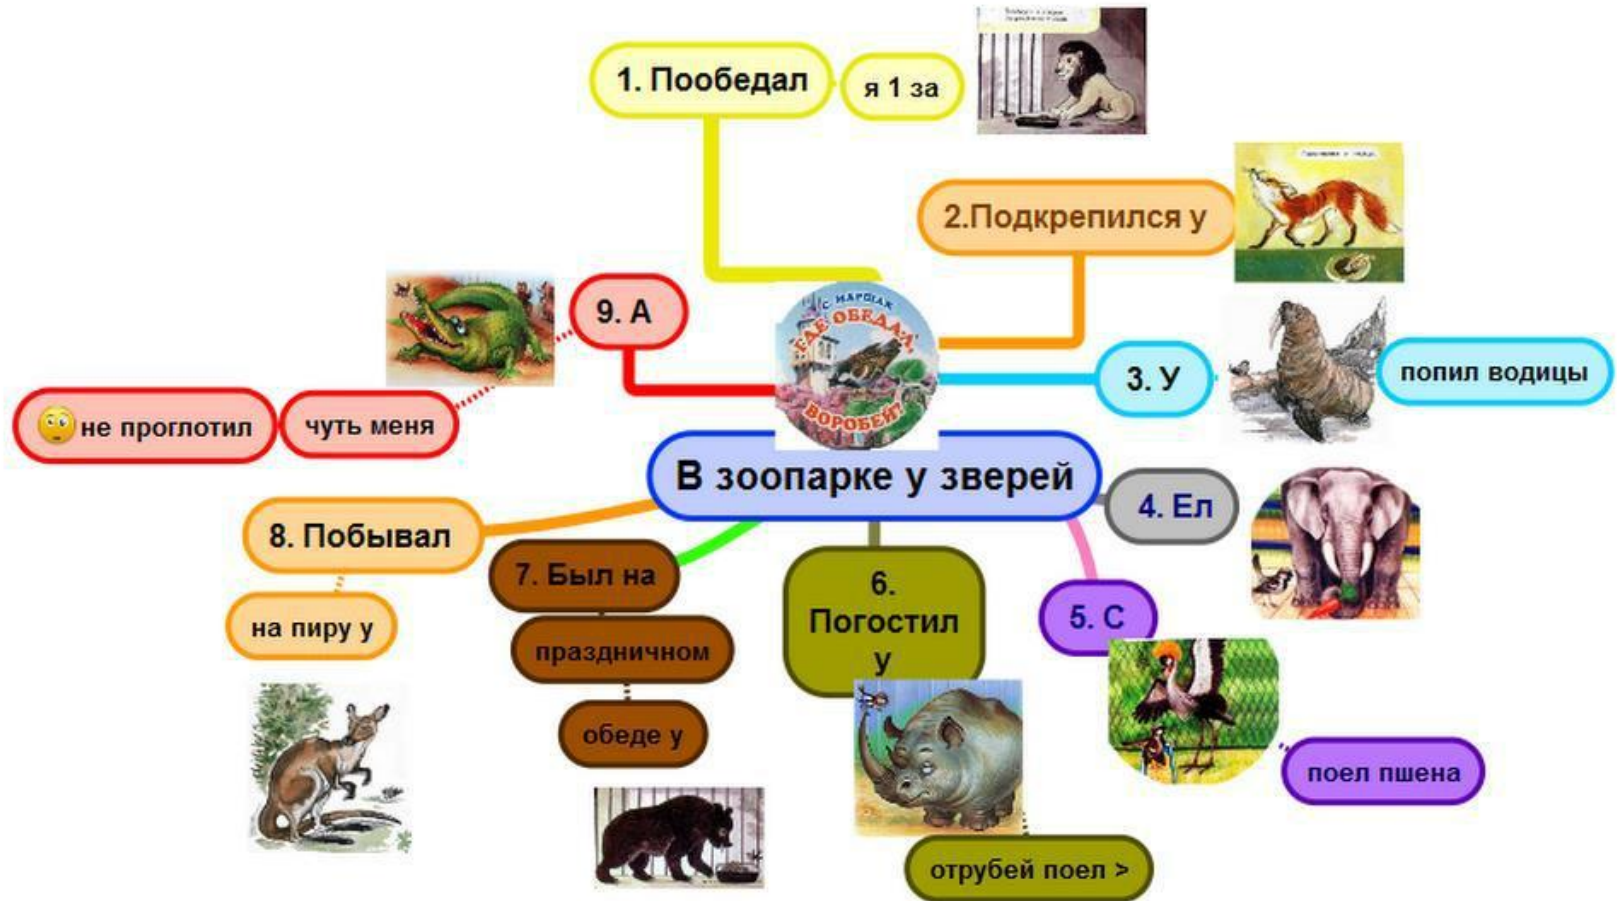 1. Пообедал
я 1 за
2.Подкрепился у
3. У
попил водицы
4. Ел
5. С
поел пшена
6.
Погостил
у
отрубей поел >
7. Был на
праздничном
обеде у
8. Побывал
на пиру у
9. А
чуть меня
не проглотил
С МАРШАК
ГДЕ ОБЕДАЛ,
ВОРОБЕЙ?
В зоопарке у зверей